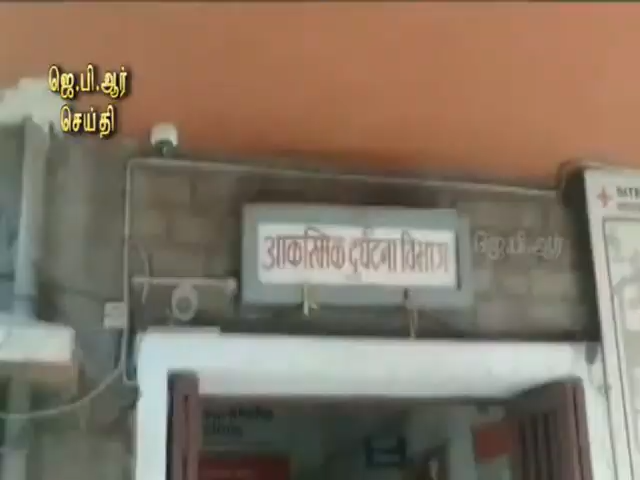 ஜெ.பி.ஆர்
செய்தி
आकस्मिक दुर्घटना विभाग
ஜெ.பி.ஆர்